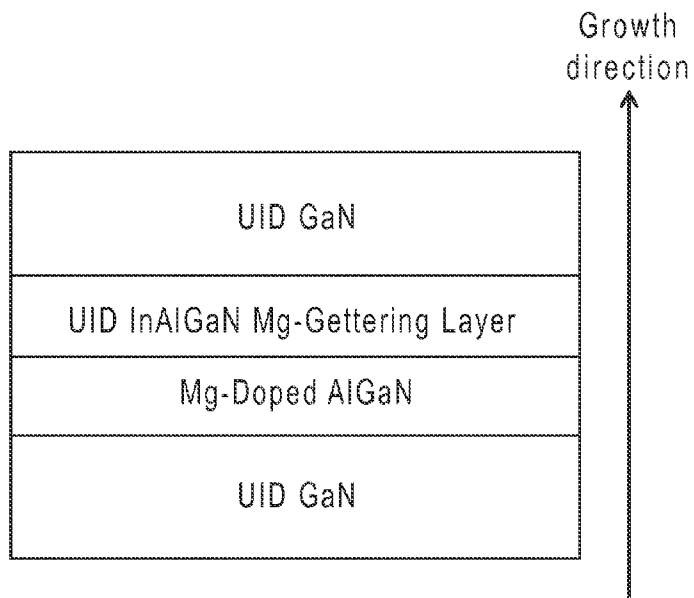 Growth
direction
UID GaN
UID InAlGaN Mg-Gettering Layer
Mg-Doped AlGaN
UID GaN